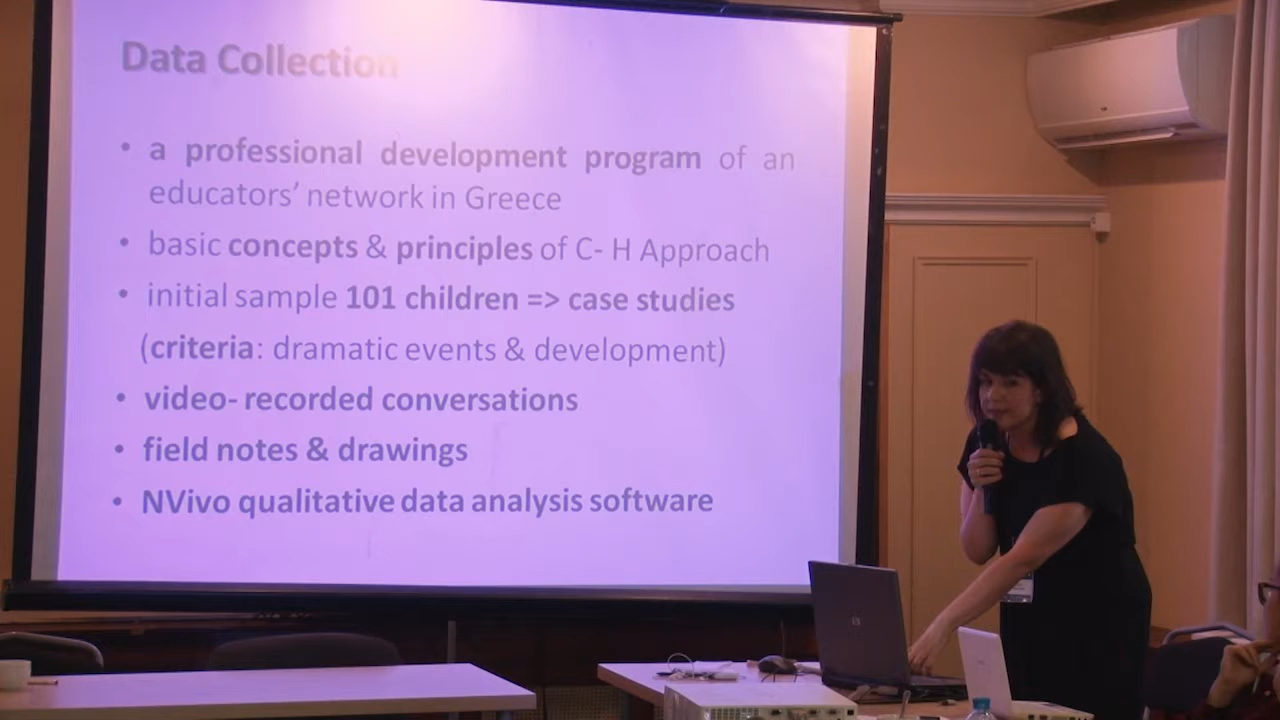 Data Collection
• a professional development program of an
educators’ network in Greece
• basic concepts & principles of C- H Approach
• initial sample 101 children => case studies
(criteria: dramatic events & development)
• video- recorded conversations
• field notes & drawings
• NVivo qualitative data analysis software
hp